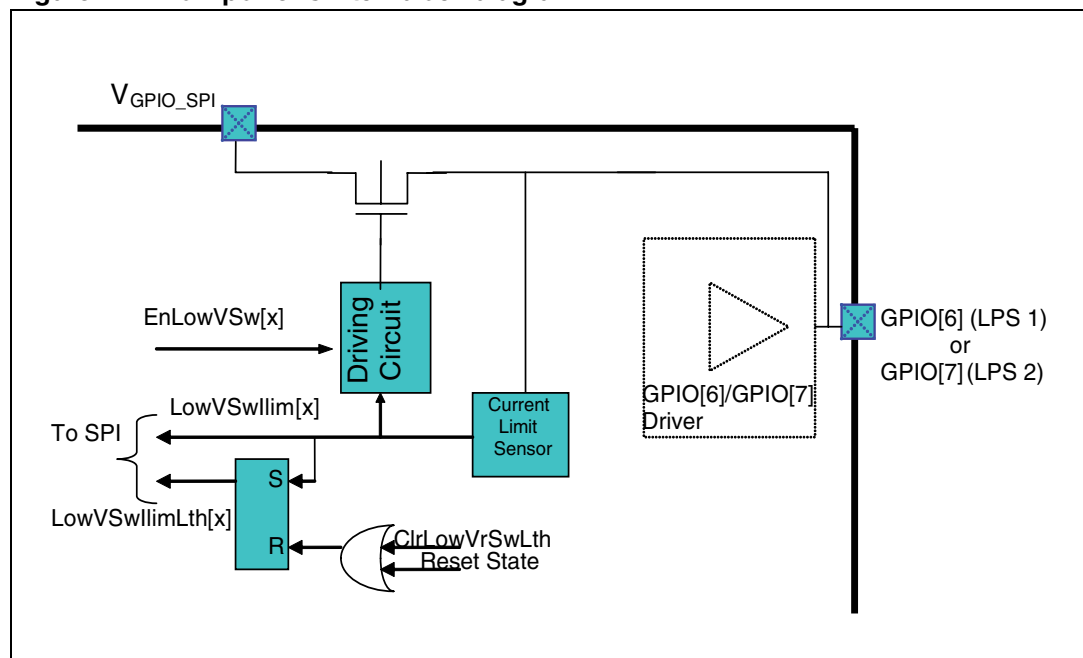 V_GPIO_SPI
EnLowVSw[x]
Driving
Circuit
GPIO[6] (LPS 1)
or
GPIO[7] (LPS 2)
GPIO[6]/GPIO[7]
Driver
LowVSwIlim[x]
Current
Limit
Sensor
To SPI
S
LowVSwIlimLth[x]
R
ClrLowVrSwLth
Reset State